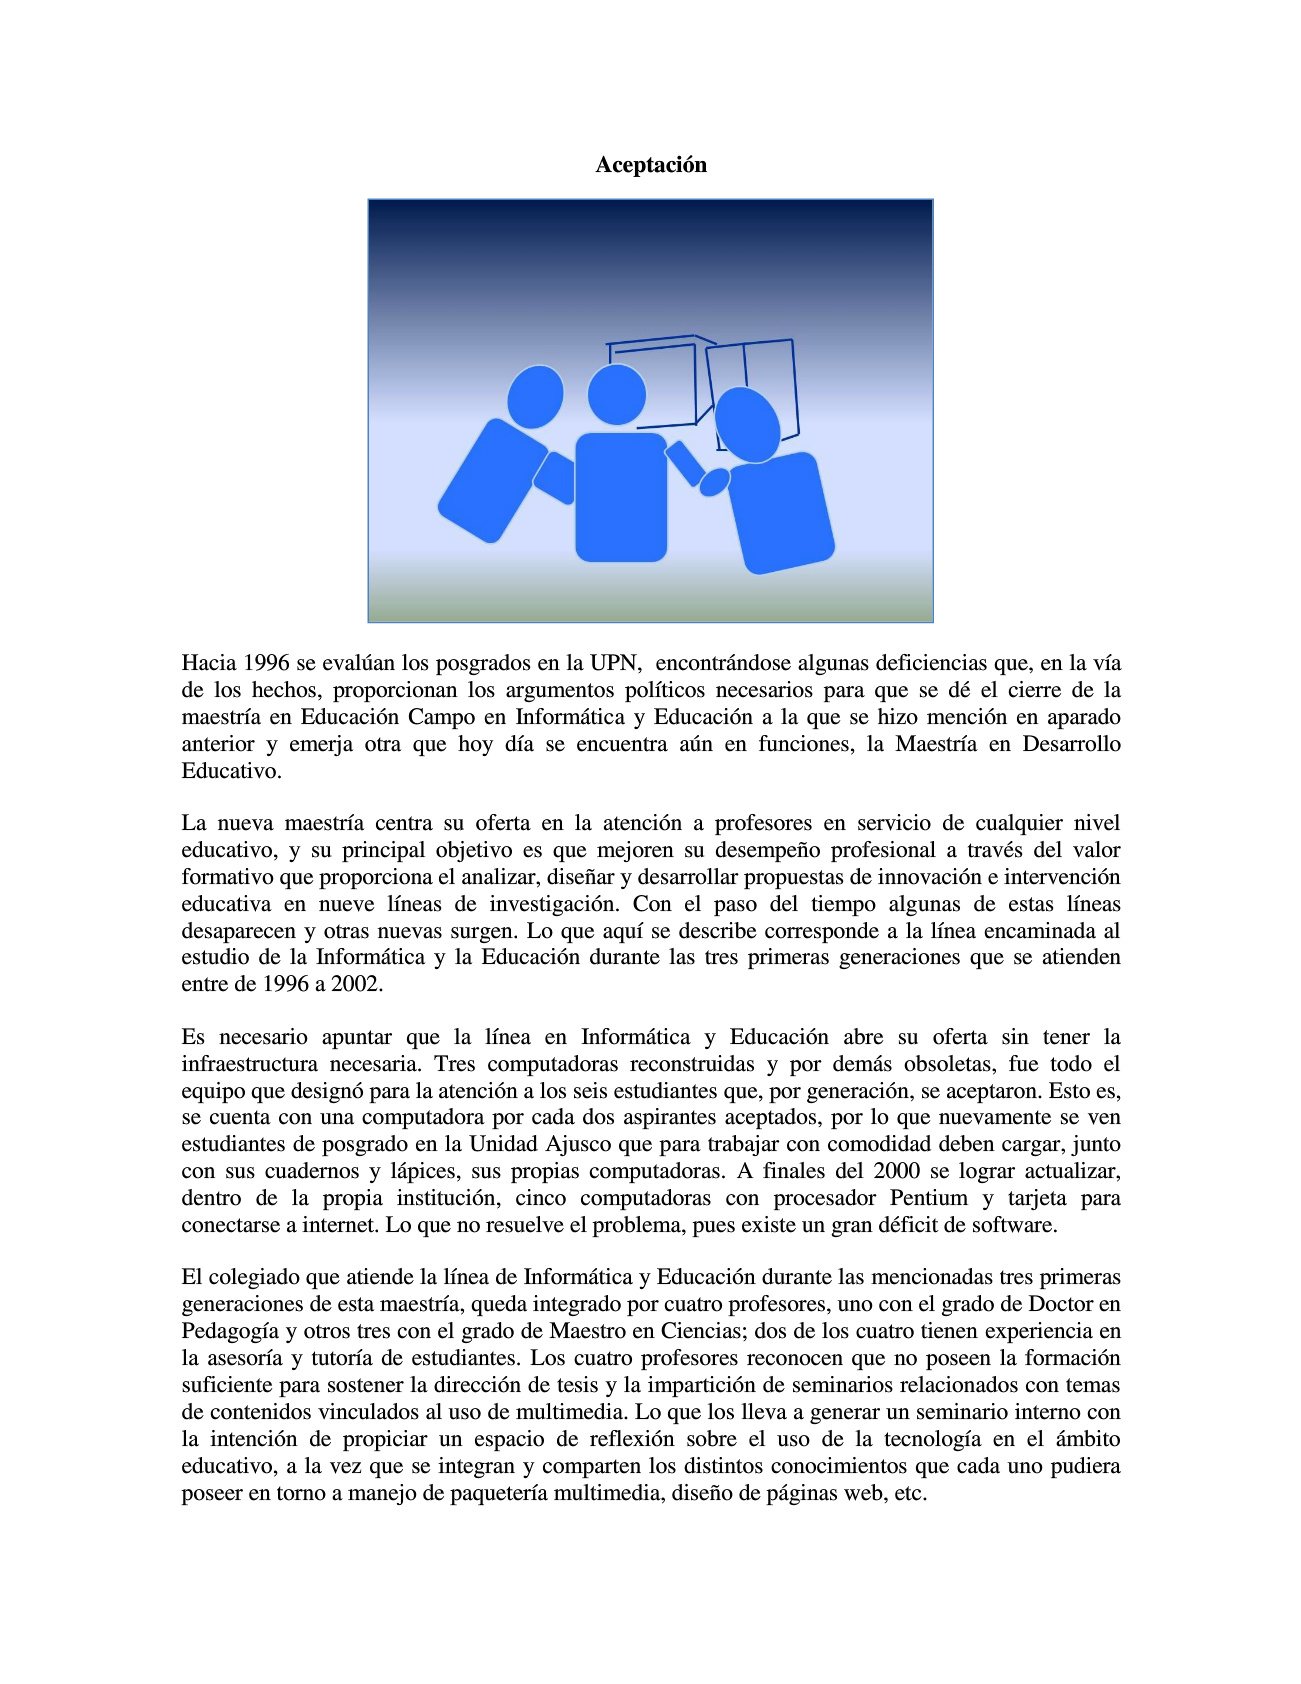 Aceptación
Hacia 1996 se evalúan los posgrados en la UPN,  encontrándose algunas deficiencias que, en la vía
de los hechos, proporcionan los argumentos políticos necesarios para que se dé el cierre de la
maestría en Educación Campo en Informática y Educación a la que se hizo mención en aparado
anterior y emerja otra que hoy día se encuentra aún en funciones, la Maestría en Desarrollo
Educativo.
La nueva maestría centra su oferta en la atención a profesores en servicio de cualquier nivel
educativo, y su principal objetivo es que mejoren su desempeño profesional a través del valor
formativo que proporciona el analizar, diseñar y desarrollar propuestas de innovación e intervención
educativa en nueve líneas de investigación. Con el paso del tiempo algunas de estas líneas
desaparecen y otras nuevas surgen. Lo que aquí se describe corresponde a la línea encaminada al
estudio de la Informática y la Educación durante las tres primeras generaciones que se atienden
entre de 1996 a 2002.
Es necesario apuntar que la línea en Informática y Educación abre su oferta sin tener la
infraestructura necesaria. Tres computadoras reconstruidas y por demás obsoletas, fue todo el
equipo que designó para la atención a los seis estudiantes que, por generación, se aceptaron. Esto es,
se cuenta con una computadora por cada dos aspirantes aceptados, por lo que nuevamente se ven
estudiantes de posgrado en la Unidad Ajusco que para trabajar con comodidad deben cargar, junto
con sus cuadernos y lápices, sus propias computadoras. A finales del 2000 se lograr actualizar,
dentro de la propia institución, cinco computadoras con procesador Pentium y tarjeta para
conectarse a internet. Lo que no resuelve el problema, pues existe un gran déficit de software.
El colegiado que atiende la línea de Informática y Educación durante las mencionadas tres primeras
generaciones de esta maestría, queda integrado por cuatro profesores, uno con el grado de Doctor en
Pedagogía y otros tres con el grado de Maestro en Ciencias; dos de los cuatro tienen experiencia en
la asesoría y tutoría de estudiantes. Los cuatro profesores reconocen que no poseen la formación
suficiente para sostener la dirección de tesis y la impartición de seminarios relacionados con temas
de contenidos vinculados al uso de multimedia. Lo que los lleva a generar un seminario interno con
la intención de propiciar un espacio de reflexión sobre el uso de la tecnología en el ámbito
educativo, a la vez que se integran y comparten los distintos conocimientos que cada uno pudiera
poseer en torno a manejo de paquetería multimedia, diseño de páginas web, etc.